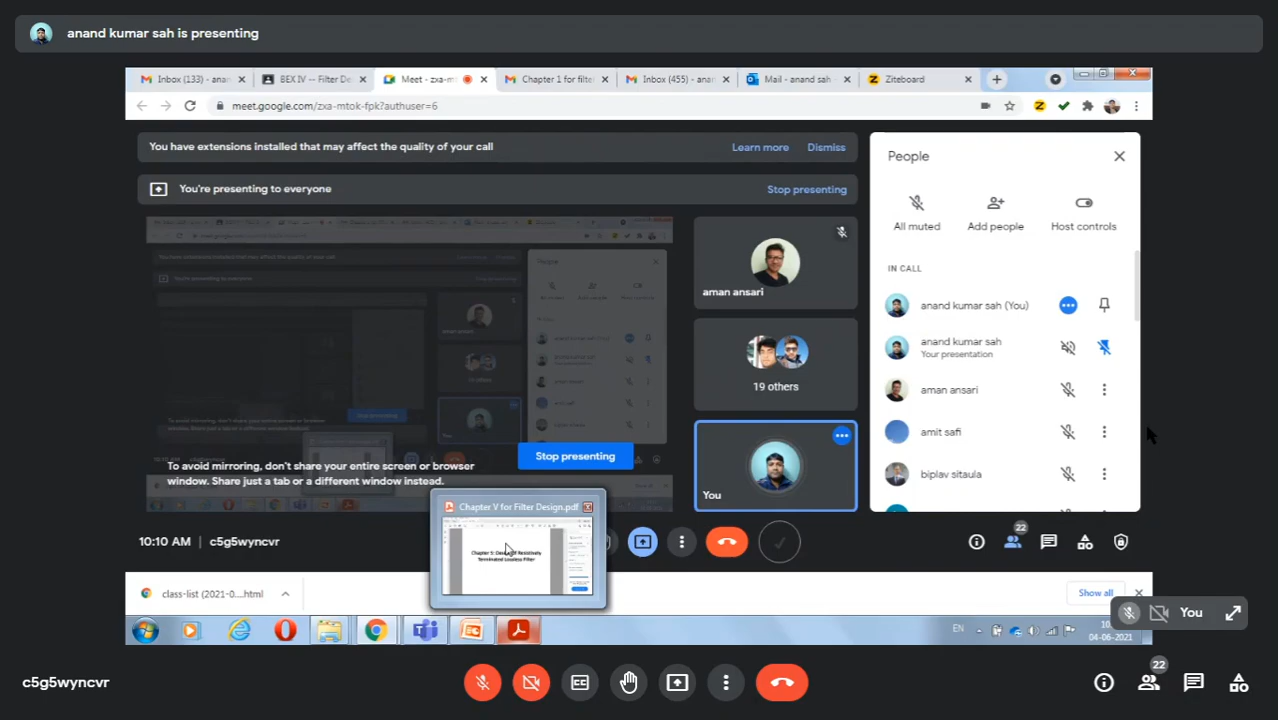 anand kumar sah is presenting
Inbox (133) - anan
BEX IV -- Filter De
Meet - zxa-m
Chapter 1 for filte
Inbox (455) - anan
Mail - anand sah -
Ziteboard
meet.google.com/zxa-mtok-fpk?authuser=6
You have extensions installed that may affect the quality of your call
Learn more
Dismiss
You're presenting to everyone
Stop presenting
People
All muted
Add people
Host controls
IN CALL
anand kumar sah (You)
anand kumar sah
Your presentation
aman ansari
amit safi
biplav sitaula
aman ansari
19 others
You
To avoid mirroring, don't share your entire screen or browser
window. Share just a tab or a different window instead.
Stop presenting
Chapter V for Filter Design.pdf
Terminated Lossless Filter
10:10 AM | c5g5wyncvr
22
class-list (2021-0....html
Show all
You
EN
04-06-2021
c5g5wyncvr
22